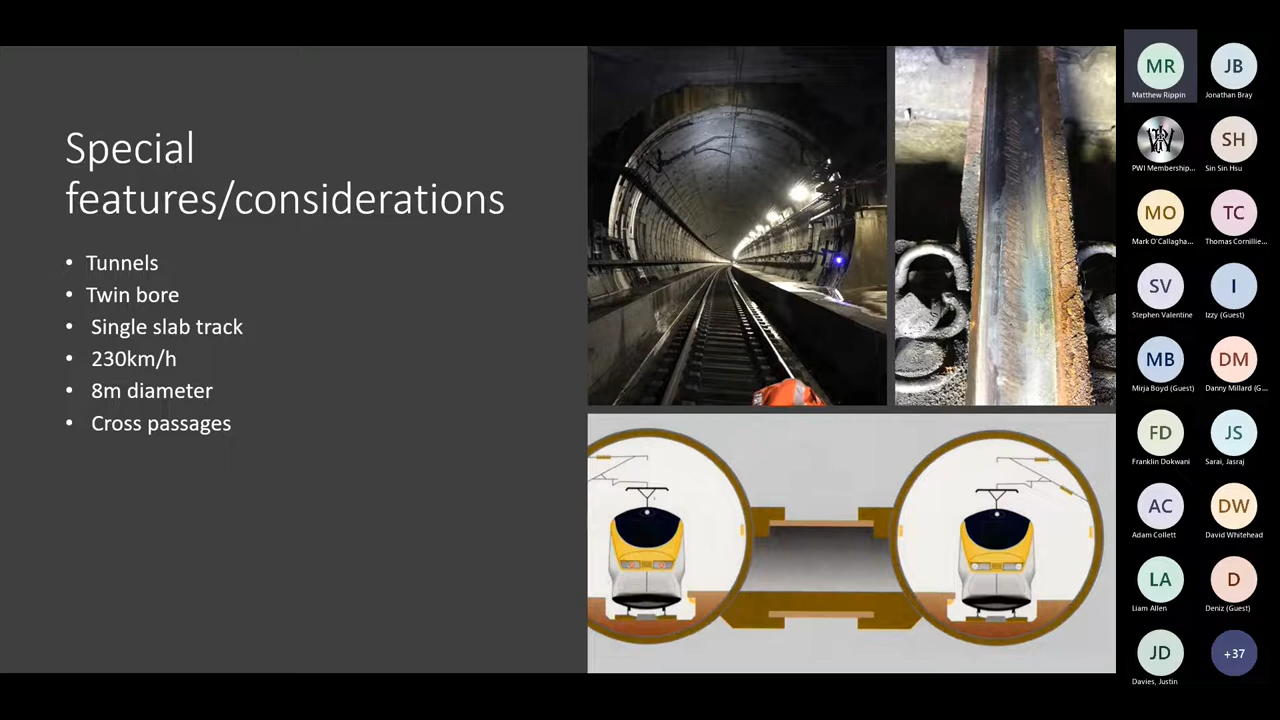 Special
features/considerations
• Tunnels
• Twin bore
• Single slab track
• 230km/h
• 8m diameter
• Cross passages
MR
Matthew Rippin
JB
Jonathan Bray
PWI Membership...
SH
Sin Sin Hsu
MO
Mark O'Callagha...
TC
Thomas Cornillie...
SV
Stephen Valentine
I
Izzy (Guest)
MB
Mirja Boyd (Guest)
DM
Danny Millard (G...
FD
Franklin Dokwani
JS
Sarai, Jasraj
AC
Adam Collett
DW
David Whitehead
LA
Liam Allen
D
Deniz (Guest)
JD
Davies, Justin
+37